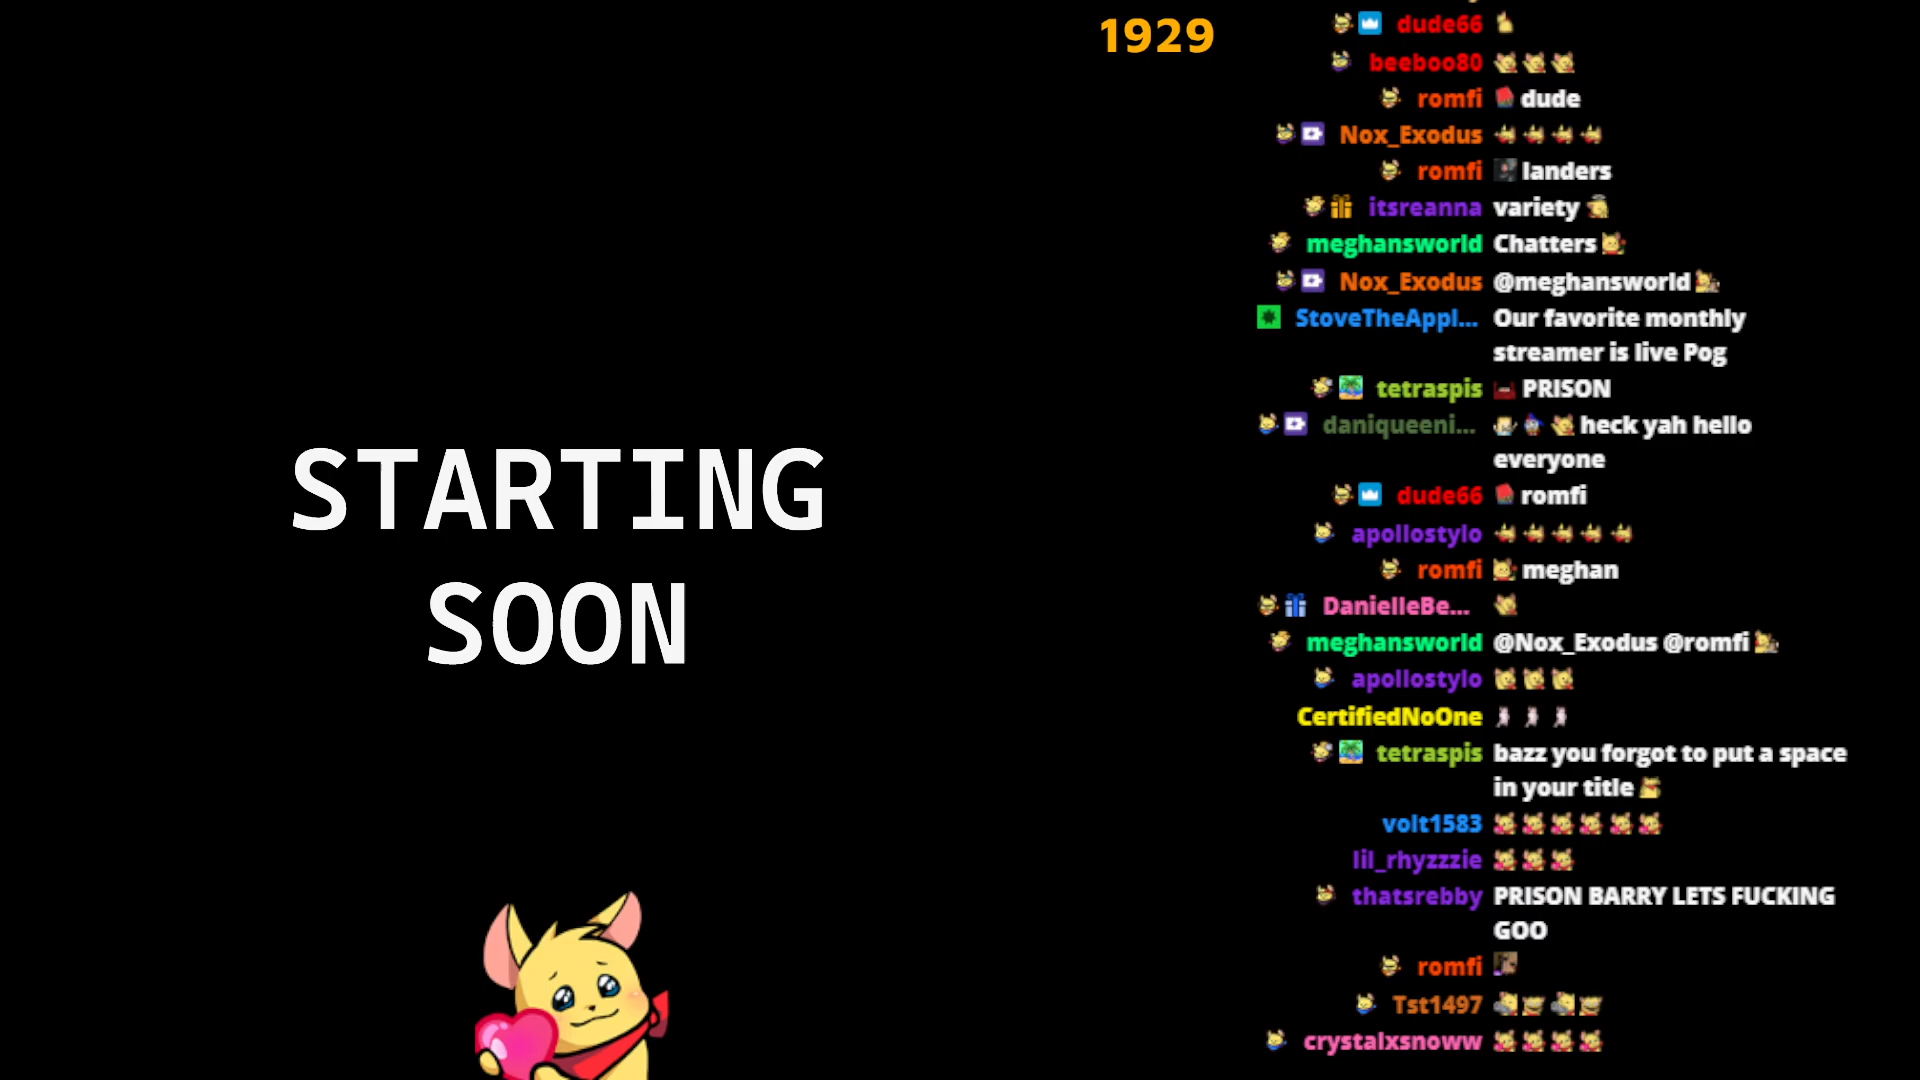 1929
STARTING
SOON
dude66
beeboo80
romfi dude
Nox_Exodus
romfi landers
itsreanna variety
meghansworld Chatters
Nox_Exodus @meghansworld
StoveTheAppl... Our favorite monthly
streamer is live Pog
tetraspis PRISON
daniqueeni... heck yah hello
everyone
dude66 romfi
apollostylo
romfi meghan
DanielleBe...
meghansworld @Nox_Exodus @romfi
apollostylo
CertifiedNoOne
tetraspis bazz you forgot to put a space
in your title
volt1583
lil_rhyzzzie
thatsrebby PRISON BARRY LETS FUCKING
GOO
romfi
Tst1497
crystalxsnoww